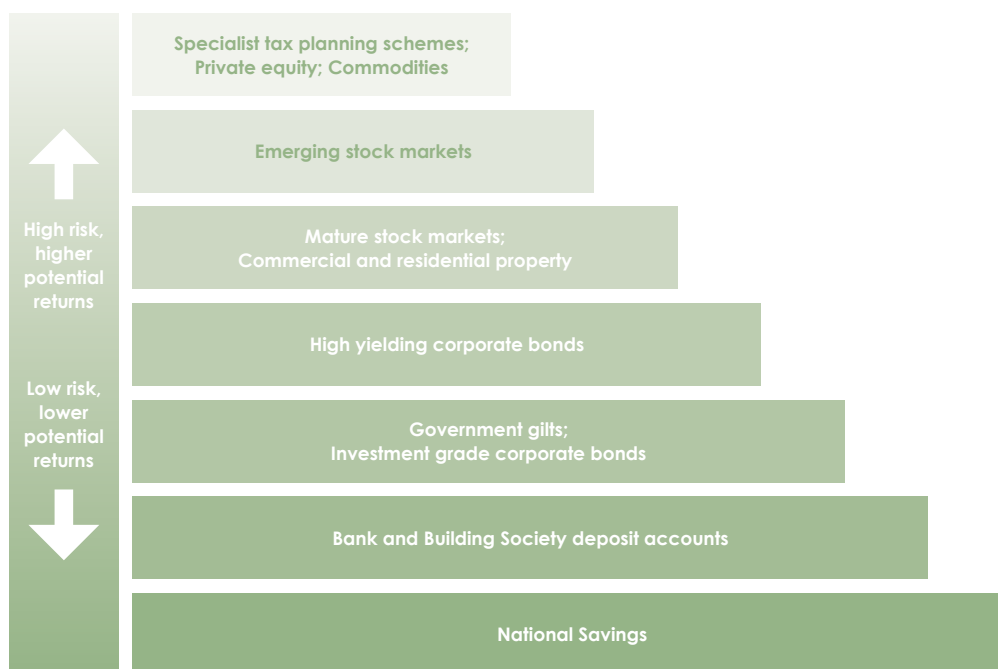 Specialist tax planning schemes;
Private equity; Commodities
Emerging stock markets
High risk,
higher
potential
returns
Mature stock markets;
Commercial and residential property
High yielding corporate bonds
Low risk,
lower
potential
returns
Government gilts;
Investment grade corporate bonds
Bank and Building Society deposit accounts
National Savings